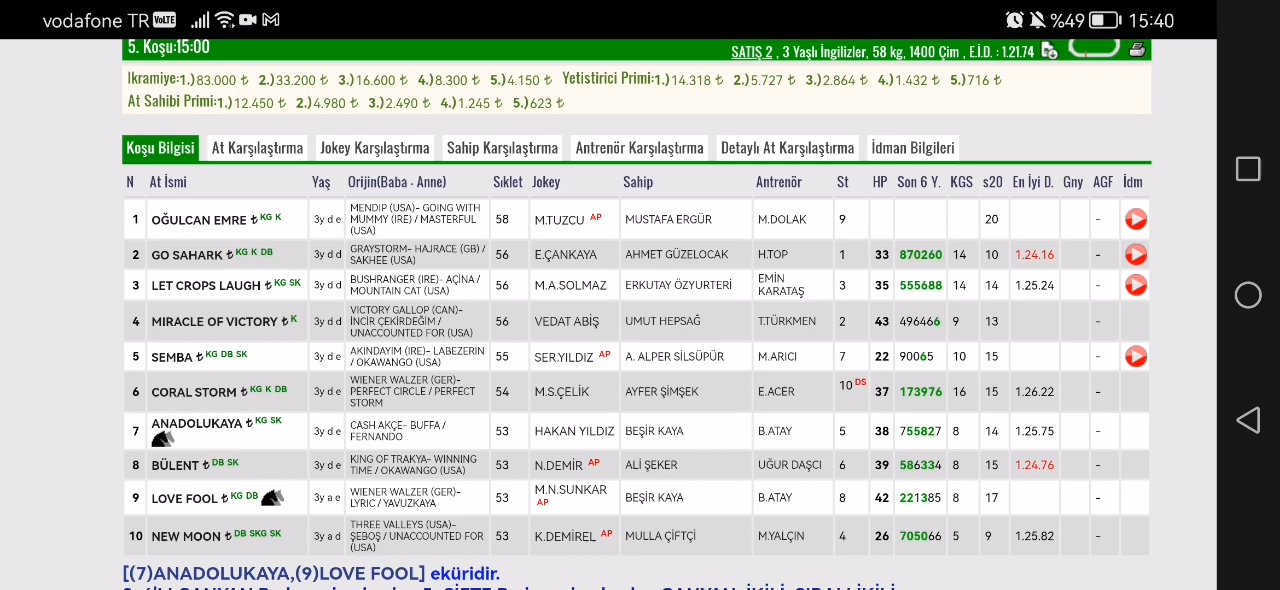 vodafone TR VoLTE %49 15:40
5. Koşu:15:00 SATIŞ 2 , 3 Yaşlı İngilizler, 58 kg, 1400 Çim , E.İ.D. : 1.21.74
İkramiye:1.)83.000 ₺ 2.)33.200 ₺ 3.)16.600 ₺ 4.)8.300 ₺ 5.)4.150 ₺ Yetistirici Primi:1.)14.318 ₺ 2.)5.727 ₺ 3.)2.864 ₺ 4.)1.432 ₺ 5.)716 ₺
At Sahibi Primi:1.)12.450 ₺ 2.)4.980 ₺ 3.)2.490 ₺ 4.)1.245 ₺ 5.)623 ₺
Koşu Bilgisi At Karşılaştırma Jokey Karşılaştırma Sahip Karşılaştırma Antrenör Karşılaştırma Detaylı At Karşılaştırma İdman Bilgileri
N At İsmi Yaş Orijin(Baba - Anne) Sıklet Jokey Sahip Antrenör St HP Son 6 Y. KGS s20 En İyi D. Gny AGF İdm
1 OĞULCAN EMRE ₺ KG K 3y d e MENDIP (USA)- GOING WITH MUMMY (IRE) / MASTERFUL (USA) 58 M.TUZCU AP MUSTAFA ERGÜR M.DOLAK 9 20 -
2 GO SAHARK ₺ KG K DB 3y d d GRAYSTORM- HAJRACE (GB) / SAKHEE (USA) 56 E.ÇANKAYA AHMET GÜZELOCAK H.TOP 1 33 870260 14 10 1.24.16 -
3 LET CROPS LAUGH ₺ KG SK 3y d d BUSHRANGER (IRE)- AÇİNA / MOUNTAIN CAT (USA) 56 M.A.SOLMAZ ERKUTAY ÖZYURTERİ EMİN KARATAŞ 3 35 555688 14 14 1.25.24 -
4 MIRACLE OF VICTORY ₺ K 3y d d VICTORY GALLOP (CAN)- İNCİR ÇEKİRDEĞİM / UNACCOUNTED FOR (USA) 56 VEDAT ABİŞ UMUT HEPSAĞ T.TÜRKMEN 2 43 496466 9 13 -
5 SEMBA ₺ KG DB SK 3y d e AKINDAYIM (IRE)- LABEZERIN / OKAWANGO (USA) 55 SER.YILDIZ AP A. ALPER SİLSÜPÜR M.ARICI 7 22 90065 10 15 -
6 CORAL STORM ₺ KG K DB 3y d e WIENER WALZER (GER)- PERFECT CIRCLE / PERFECT STORM 54 M.S.ÇELİK AYFER ŞİMŞEK E.ACER 10 DS 37 173976 16 15 1.26.22 -
7 ANADOLUKAYA ₺ KG SK 3y d e CASH AKÇE- BUFFA / FERNANDO 53 HAKAN YILDIZ BEŞİR KAYA B.ATAY 5 38 755827 8 14 1.25.75 -
8 BÜLENT ₺ DB SK 3y d e KING OF TRAKYA- WINNING TIME / OKAWANGO (USA) 53 N.DEMİR AP ALİ ŞEKER UĞUR DAŞCI 6 39 586334 8 15 1.24.76 -
9 LOVE FOOL ₺ KG DB 3y a e WIENER WALZER (GER)- LYRIC / YAVUZKAYA 53 M.N.SUNKAR AP BEŞİR KAYA B.ATAY 8 42 221385 8 17 -
10 NEW MOON ₺ DB SKG SK 3y a d THREE VALLEYS (USA)- ŞEBOŞ / UNACCOUNTED FOR (USA) 53 K.DEMİREL AP MULLA ÇİFTÇİ M.YALÇIN 4 26 705066 5 9 1.25.82 -
[(7)ANADOLUKAYA,(9)LOVE FOOL] eküridir.